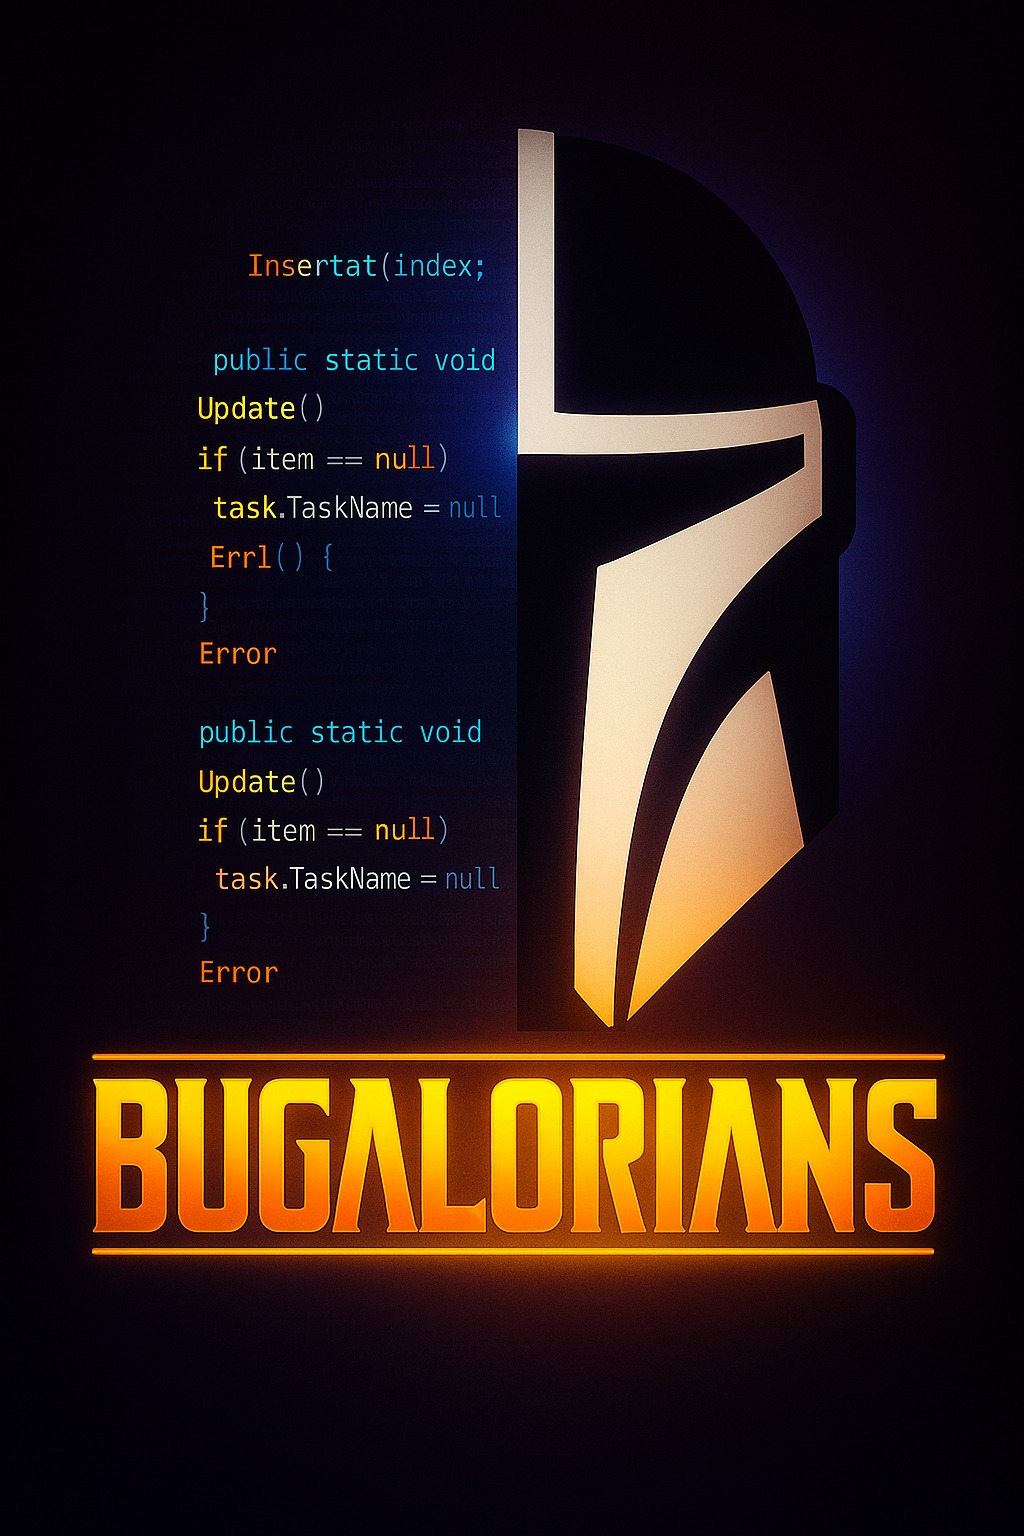 Insertat(index;
public static void
Update()
if (item == null)
task.TaskName = null
Errl() {
}
Error
public static void
Update()
if (item == null)
task.TaskName = null
}
Error
BUGALORIANS